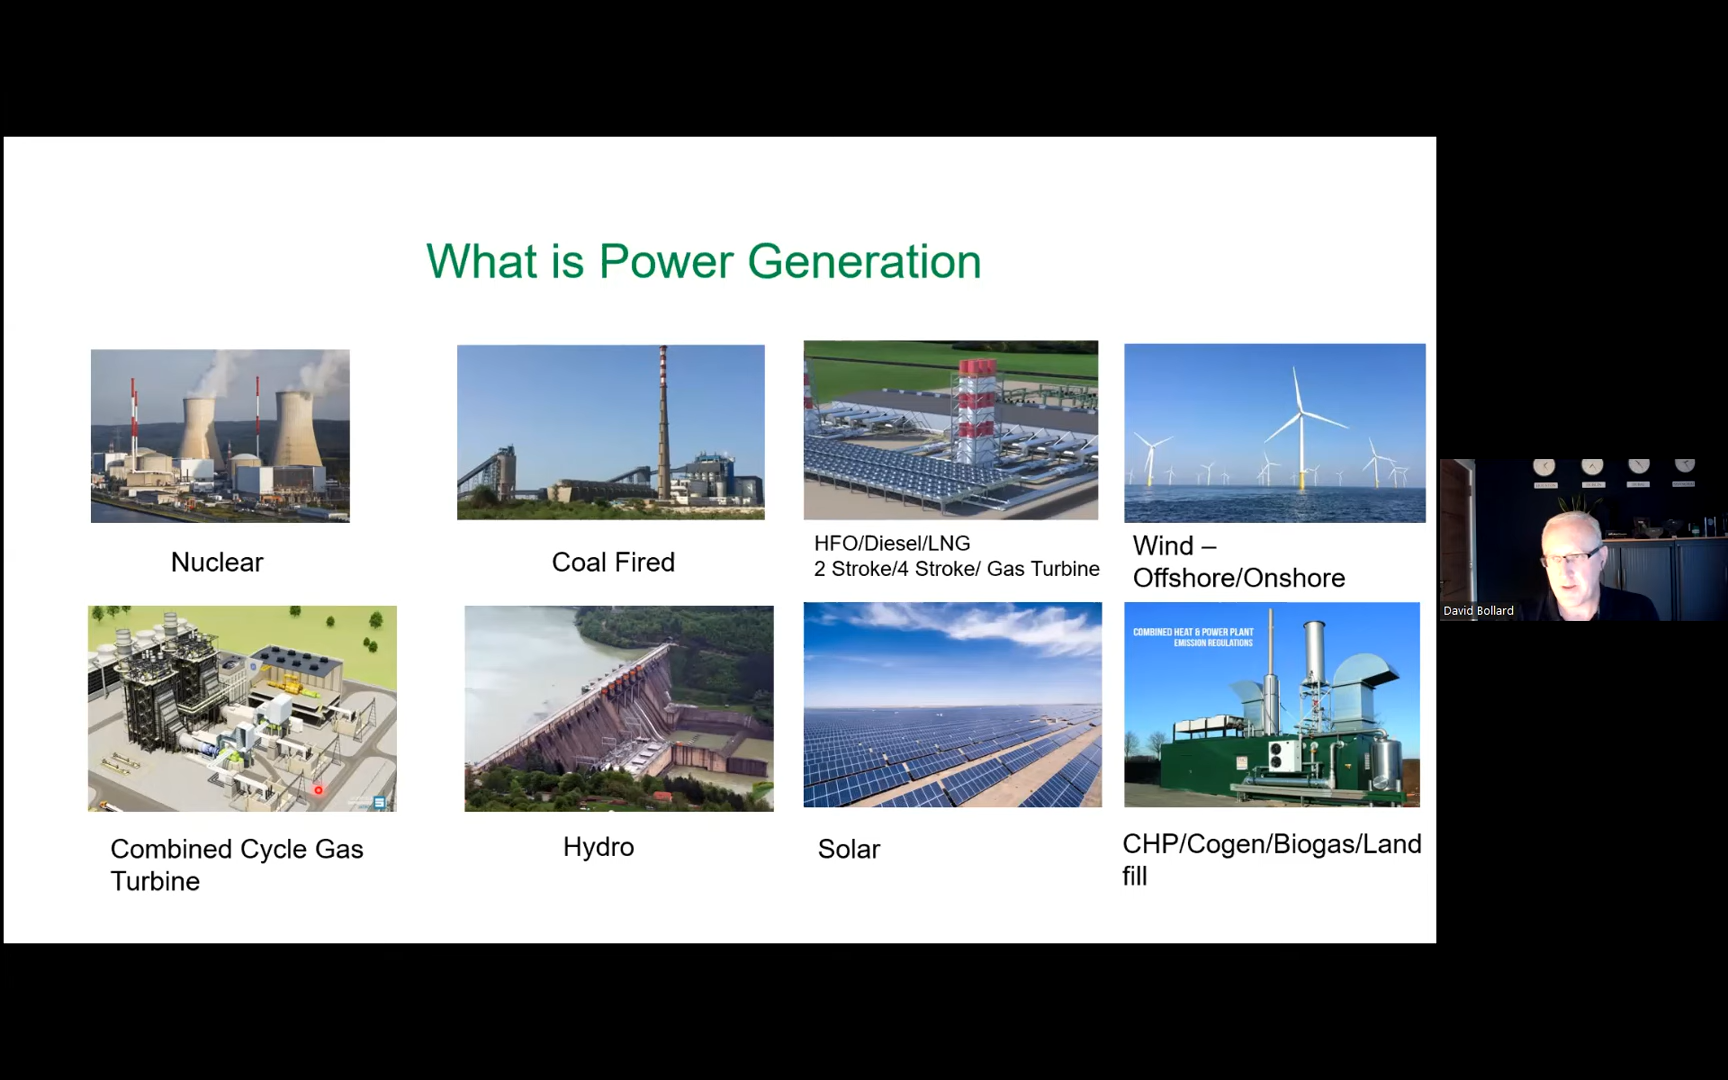 What is Power Generation
Nuclear
Coal Fired
HFO/Diesel/LNG
2 Stroke/4 Stroke/ Gas Turbine
Wind –
Offshore/Onshore
COMBINED HEAT & POWER PLANT
EMISSION REGULATIONS
Combined Cycle Gas
Turbine
Hydro
Solar
CHP/Cogen/Biogas/Land
fill
David Bollard